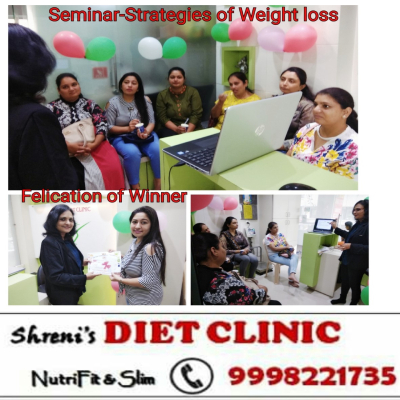 Seminar-Strategies of Weight loss
Felication of Winner
Shreni's DIET CLINIC
NutriFit & Slim 9998221735